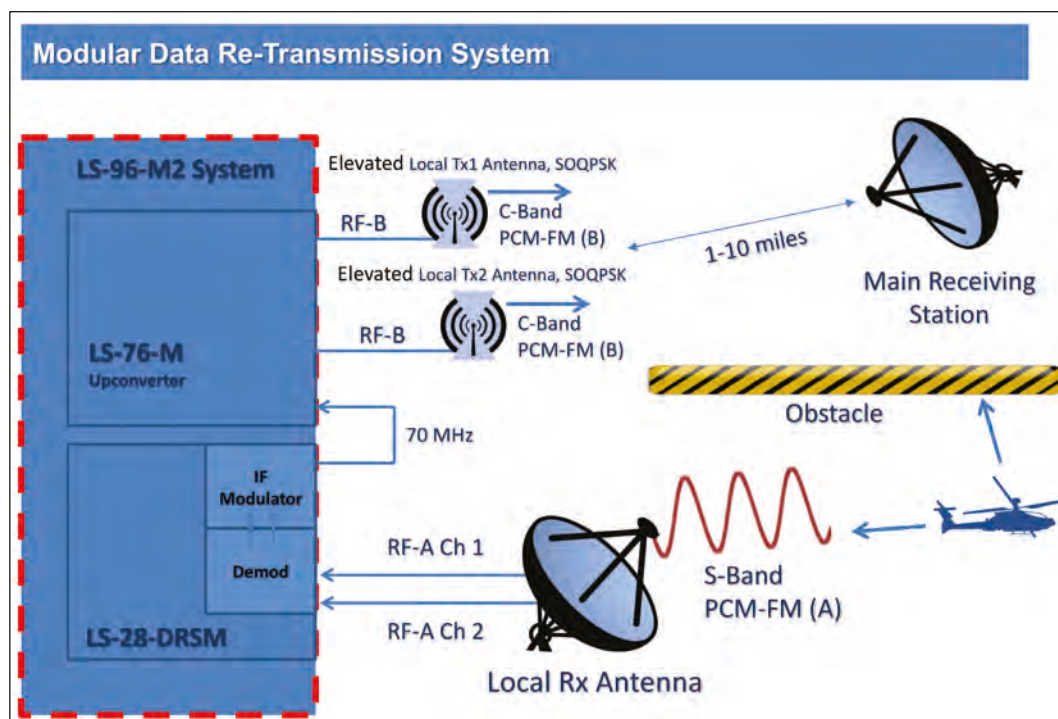 Modular Data Re-Transmission System
LS-96-M2 System
Elevated Local Tx1 Antenna, SOQPSK
RF-B
C-Band
PCM-FM (B)
Elevated Local Tx2 Antenna, SOQPSK
RF-B
C-Band
PCM-FM (B)
1-10 miles
Main Receiving
Station
LS-76-M
Upconverter
Obstacle
70 MHz
IF
Modulator
Demod
LS-28-DRSM
RF-A Ch 1
RF-A Ch 2
S-Band
PCM-FM (A)
Local Rx Antenna